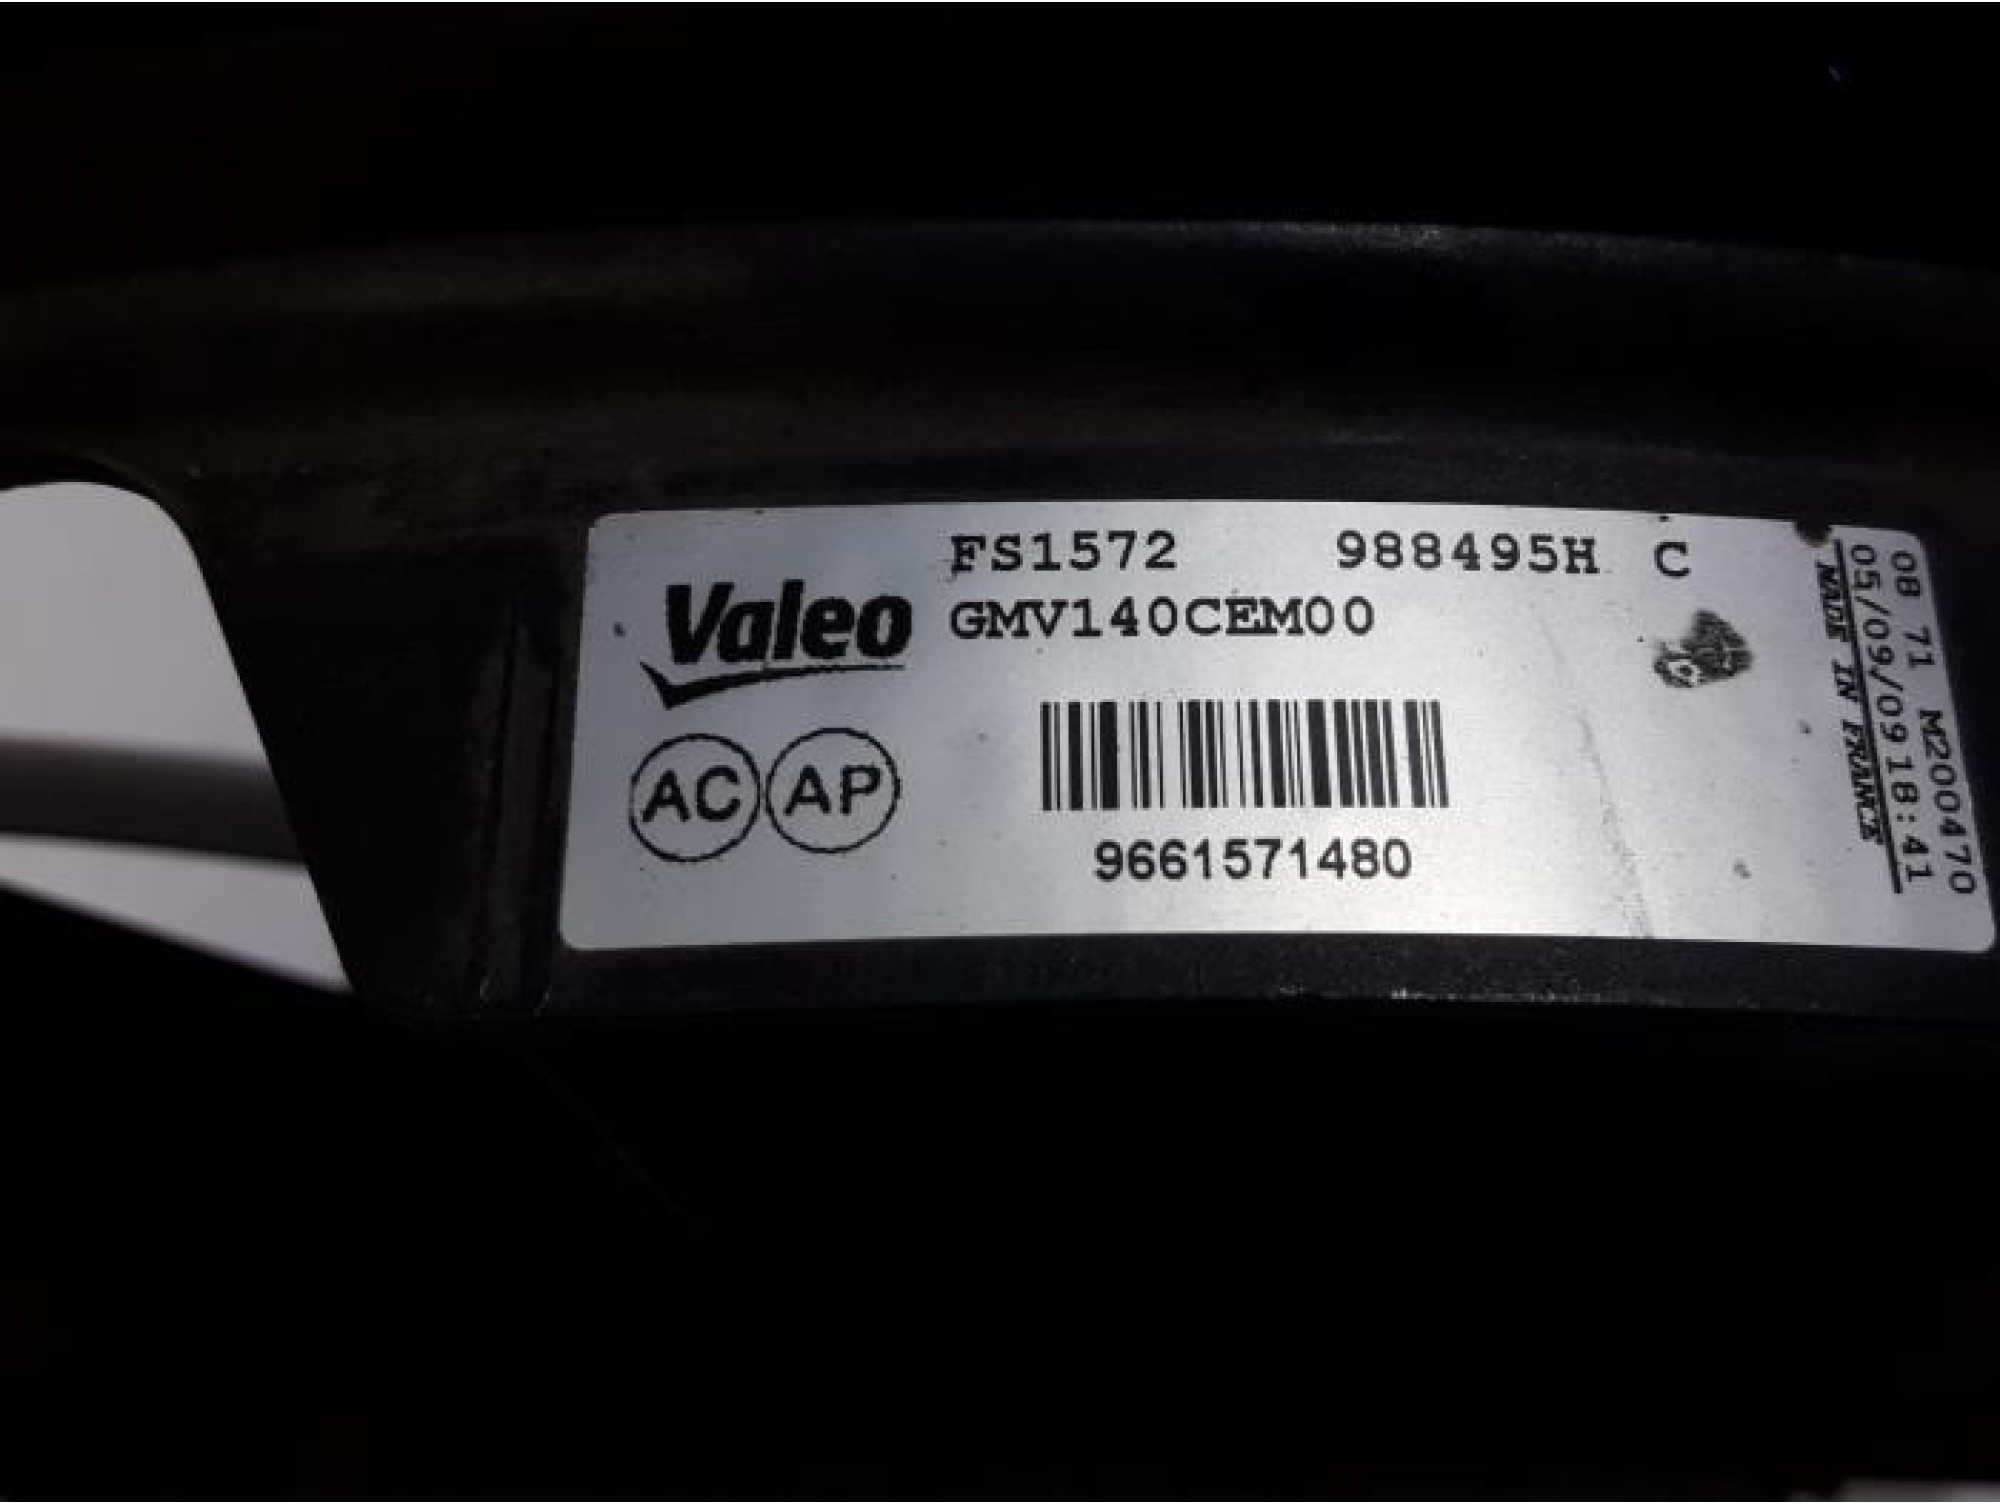 FS1572 988495H C
Valeo GMV140CEM00
AC AP
9661571480
08 71 M200470
05/09/09 18:41
MADE IN FRANCE